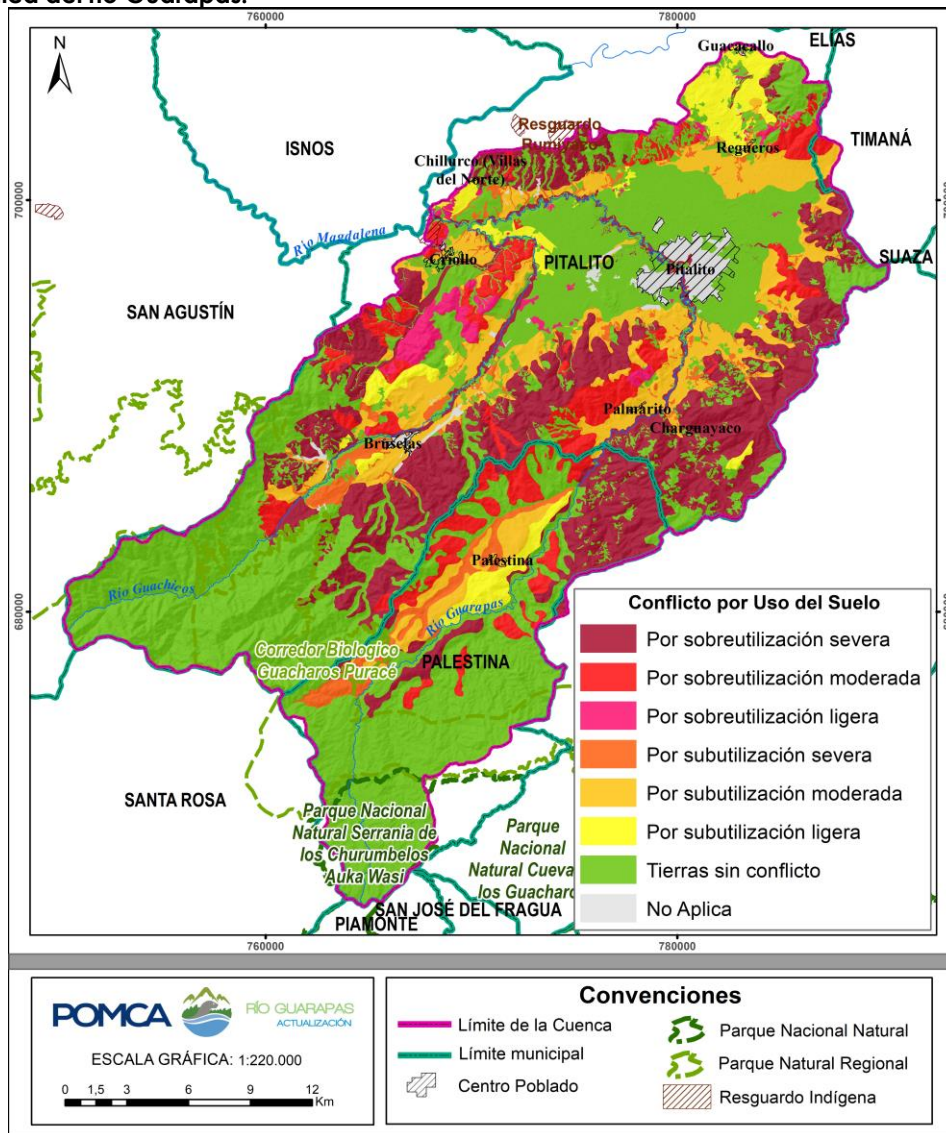 760000
780000
N
ELIAS
Guacacallo
ISNOS
Resguardo
TIMANÁ
Regueros
Chillurco (Villas
del Norte)
700000
Río Magdalena
SUAZA
Criollo
PITALITO
Pitalito
SAN AGUSTÍN
Palmarito
Charguayaco
Bruselas
Palestina
Río Guachicos
680000
Río Guarapas
Corredor Biologico
Guacharos Puracé
PALESTINA
SANTA ROSA
Parque Nacional
Natural Serrania de
los Churumbelos
Auka Wasi
Parque
Nacional
Natural Cueva
los Guacharo
SAN JOSÉ DEL FRAGUA
PIAMONTE
Conflicto por Uso del Suelo
Por sobreutilización severa
Por sobreutilización moderada
Por sobreutilización ligera
Por subutilización severa
Por subutilización moderada
Por subutilización ligera
Tierras sin conflicto
No Aplica
760000
780000
POMCA
RÍO GUARAPAS
ACTUALIZACIÓN
ESCALA GRÁFICA: 1:220.000
0 1,5 3 6 9 12
Km
Convenciones
Límite de la Cuenca
Límite municipal
Centro Poblado
Parque Nacional Natural
Parque Natural Regional
Resguardo Indígena